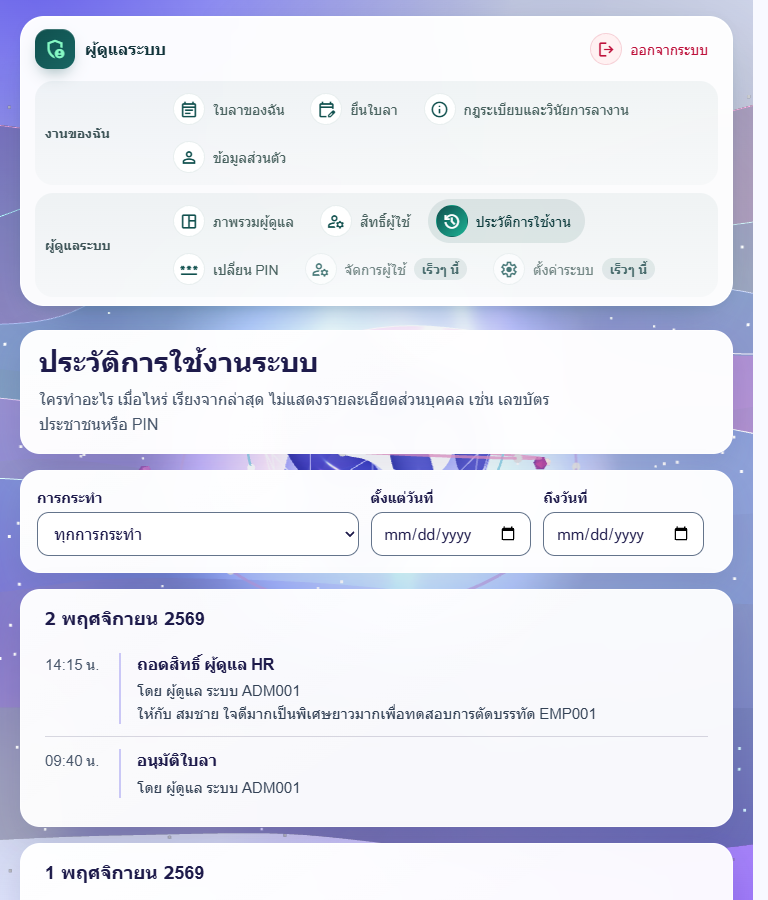 ผู้ดูแลระบบ
ออกจากระบบ
งานของฉัน
ใบลาของฉัน
ยื่นใบลา
กฎระเบียบและวินัยการลางาน
ข้อมูลส่วนตัว
ผู้ดูแลระบบ
ภาพรวมผู้ดูแล
สิทธิ์ผู้ใช้
ประวัติการใช้งาน
เปลี่ยน PIN
จัดการผู้ใช้ เร็วๆ นี้
ตั้งค่าระบบ เร็วๆ นี้
ประวัติการใช้งานระบบ
ใครทำอะไร เมื่อไหร่ เรียงจากล่าสุด ไม่แสดงรายละเอียดส่วนบุคคล เช่น เลขบัตร
ประชาชนหรือ PIN
การกระทำ
ทุกการกระทำ
ตั้งแต่วันที่
mm/dd/yyyy
ถึงวันที่
mm/dd/yyyy
2 พฤศจิกายน 2569
14:15 น.
ถอดสิทธิ์ ผู้ดูแล HR
โดย ผู้ดูแล ระบบ ADM001
ให้กับ สมชาย ใจดีมากเป็นพิเศษยาวมากเพื่อทดสอบการตัดบรรทัด EMP001
09:40 น.
อนุมัติใบลา
โดย ผู้ดูแล ระบบ ADM001
1 พฤศจิกายน 2569